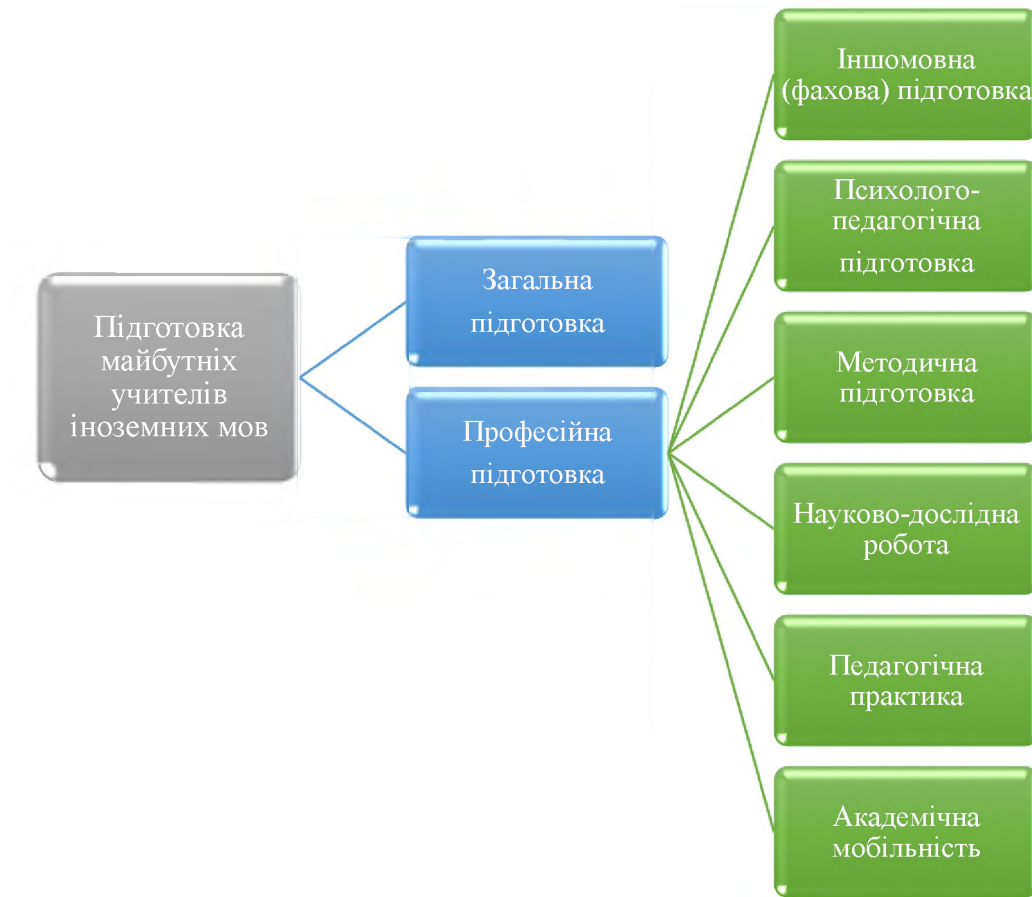 Підготовка
майбутніх
учителів
іноземних мов
Загальна
підготовка
Професійна
підготовка
Іншомовна
(фахова) підготовка
Психолого-
педагогічна
підготовка
Методична
підготовка
Науково-дослідна
робота
Педагогічна
практика
Академічна
мобільність